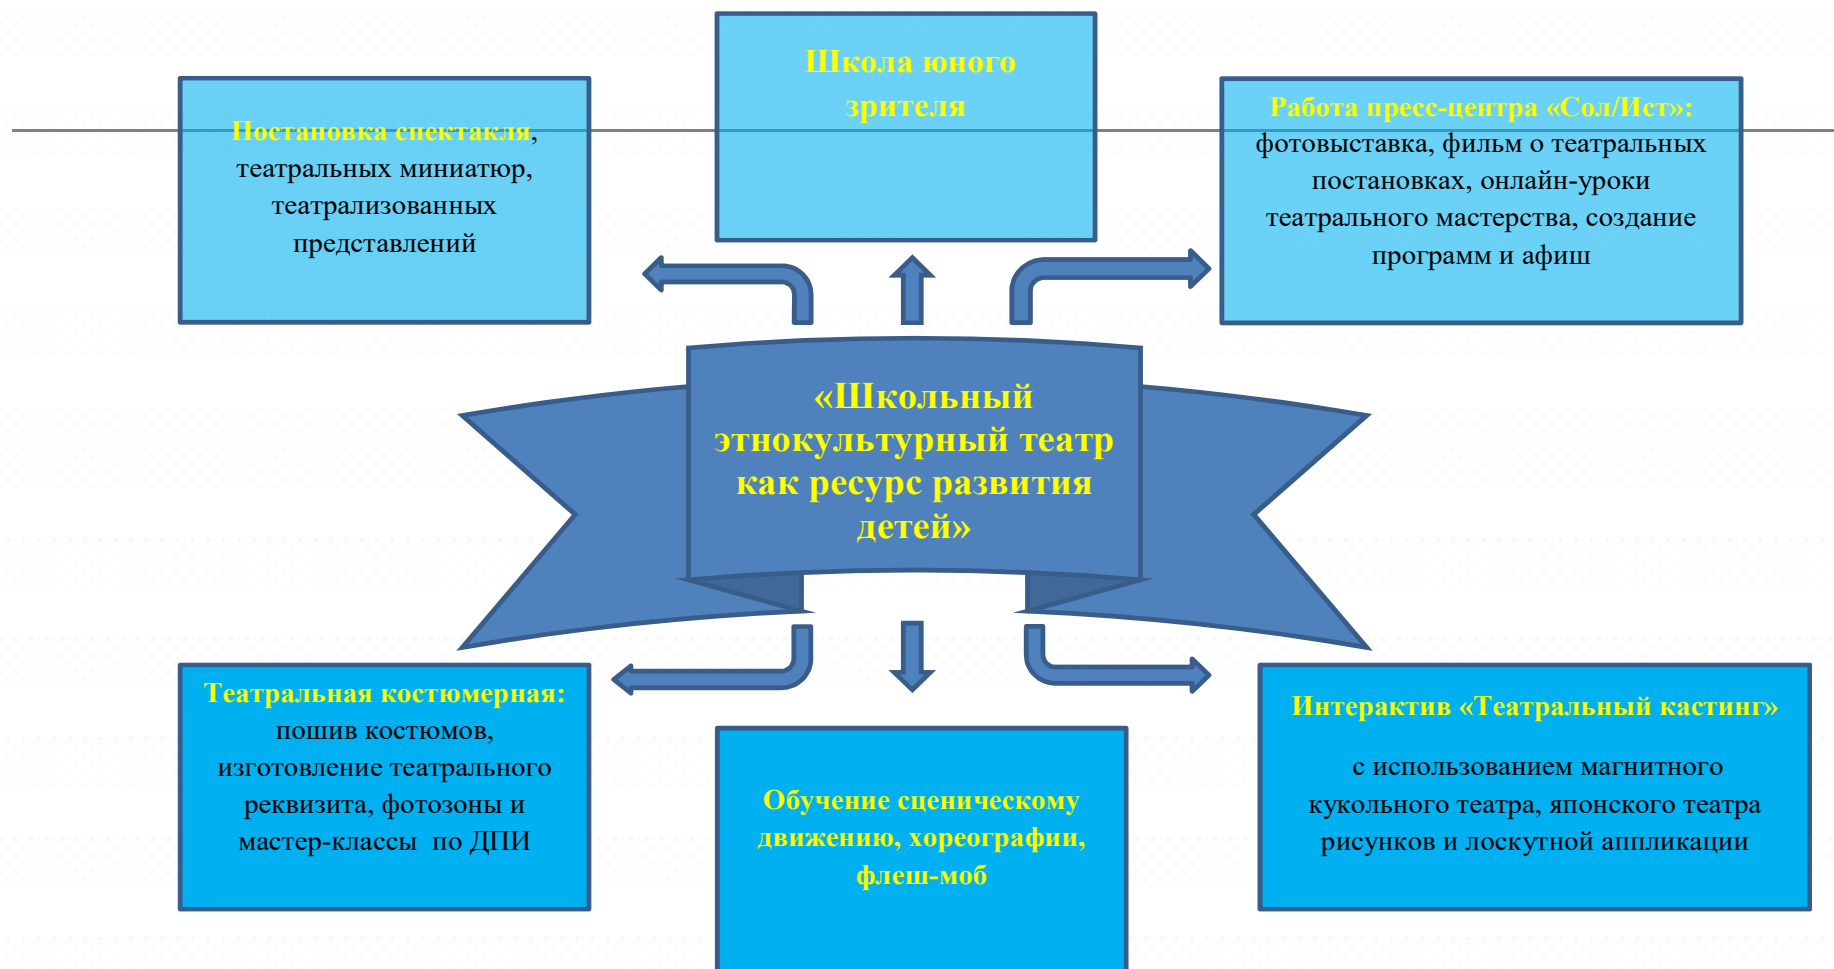 Школа юного
зрителя
Постановка спектакля,
театральных миниатюр,
театрализованных
представлений
Работа пресс-центра «Сол/Ист»:
фотовыставка, фильм о театральных
постановках, онлайн-уроки
театрального мастерства, создание
программ и афиш
«Школьный
этнокультурный театр
как ресурс развития
детей»
Театральная костюмерная:
пошив костюмов,
изготовление театрального
реквизита, фотозоны и
мастер-классы по ДПИ
Обучение сценическому
движению, хореографии,
флеш-моб
Интерактив «Театральный кастинг»
с использованием магнитного
кукольного театра, японского театра
рисунков и лоскутной аппликации